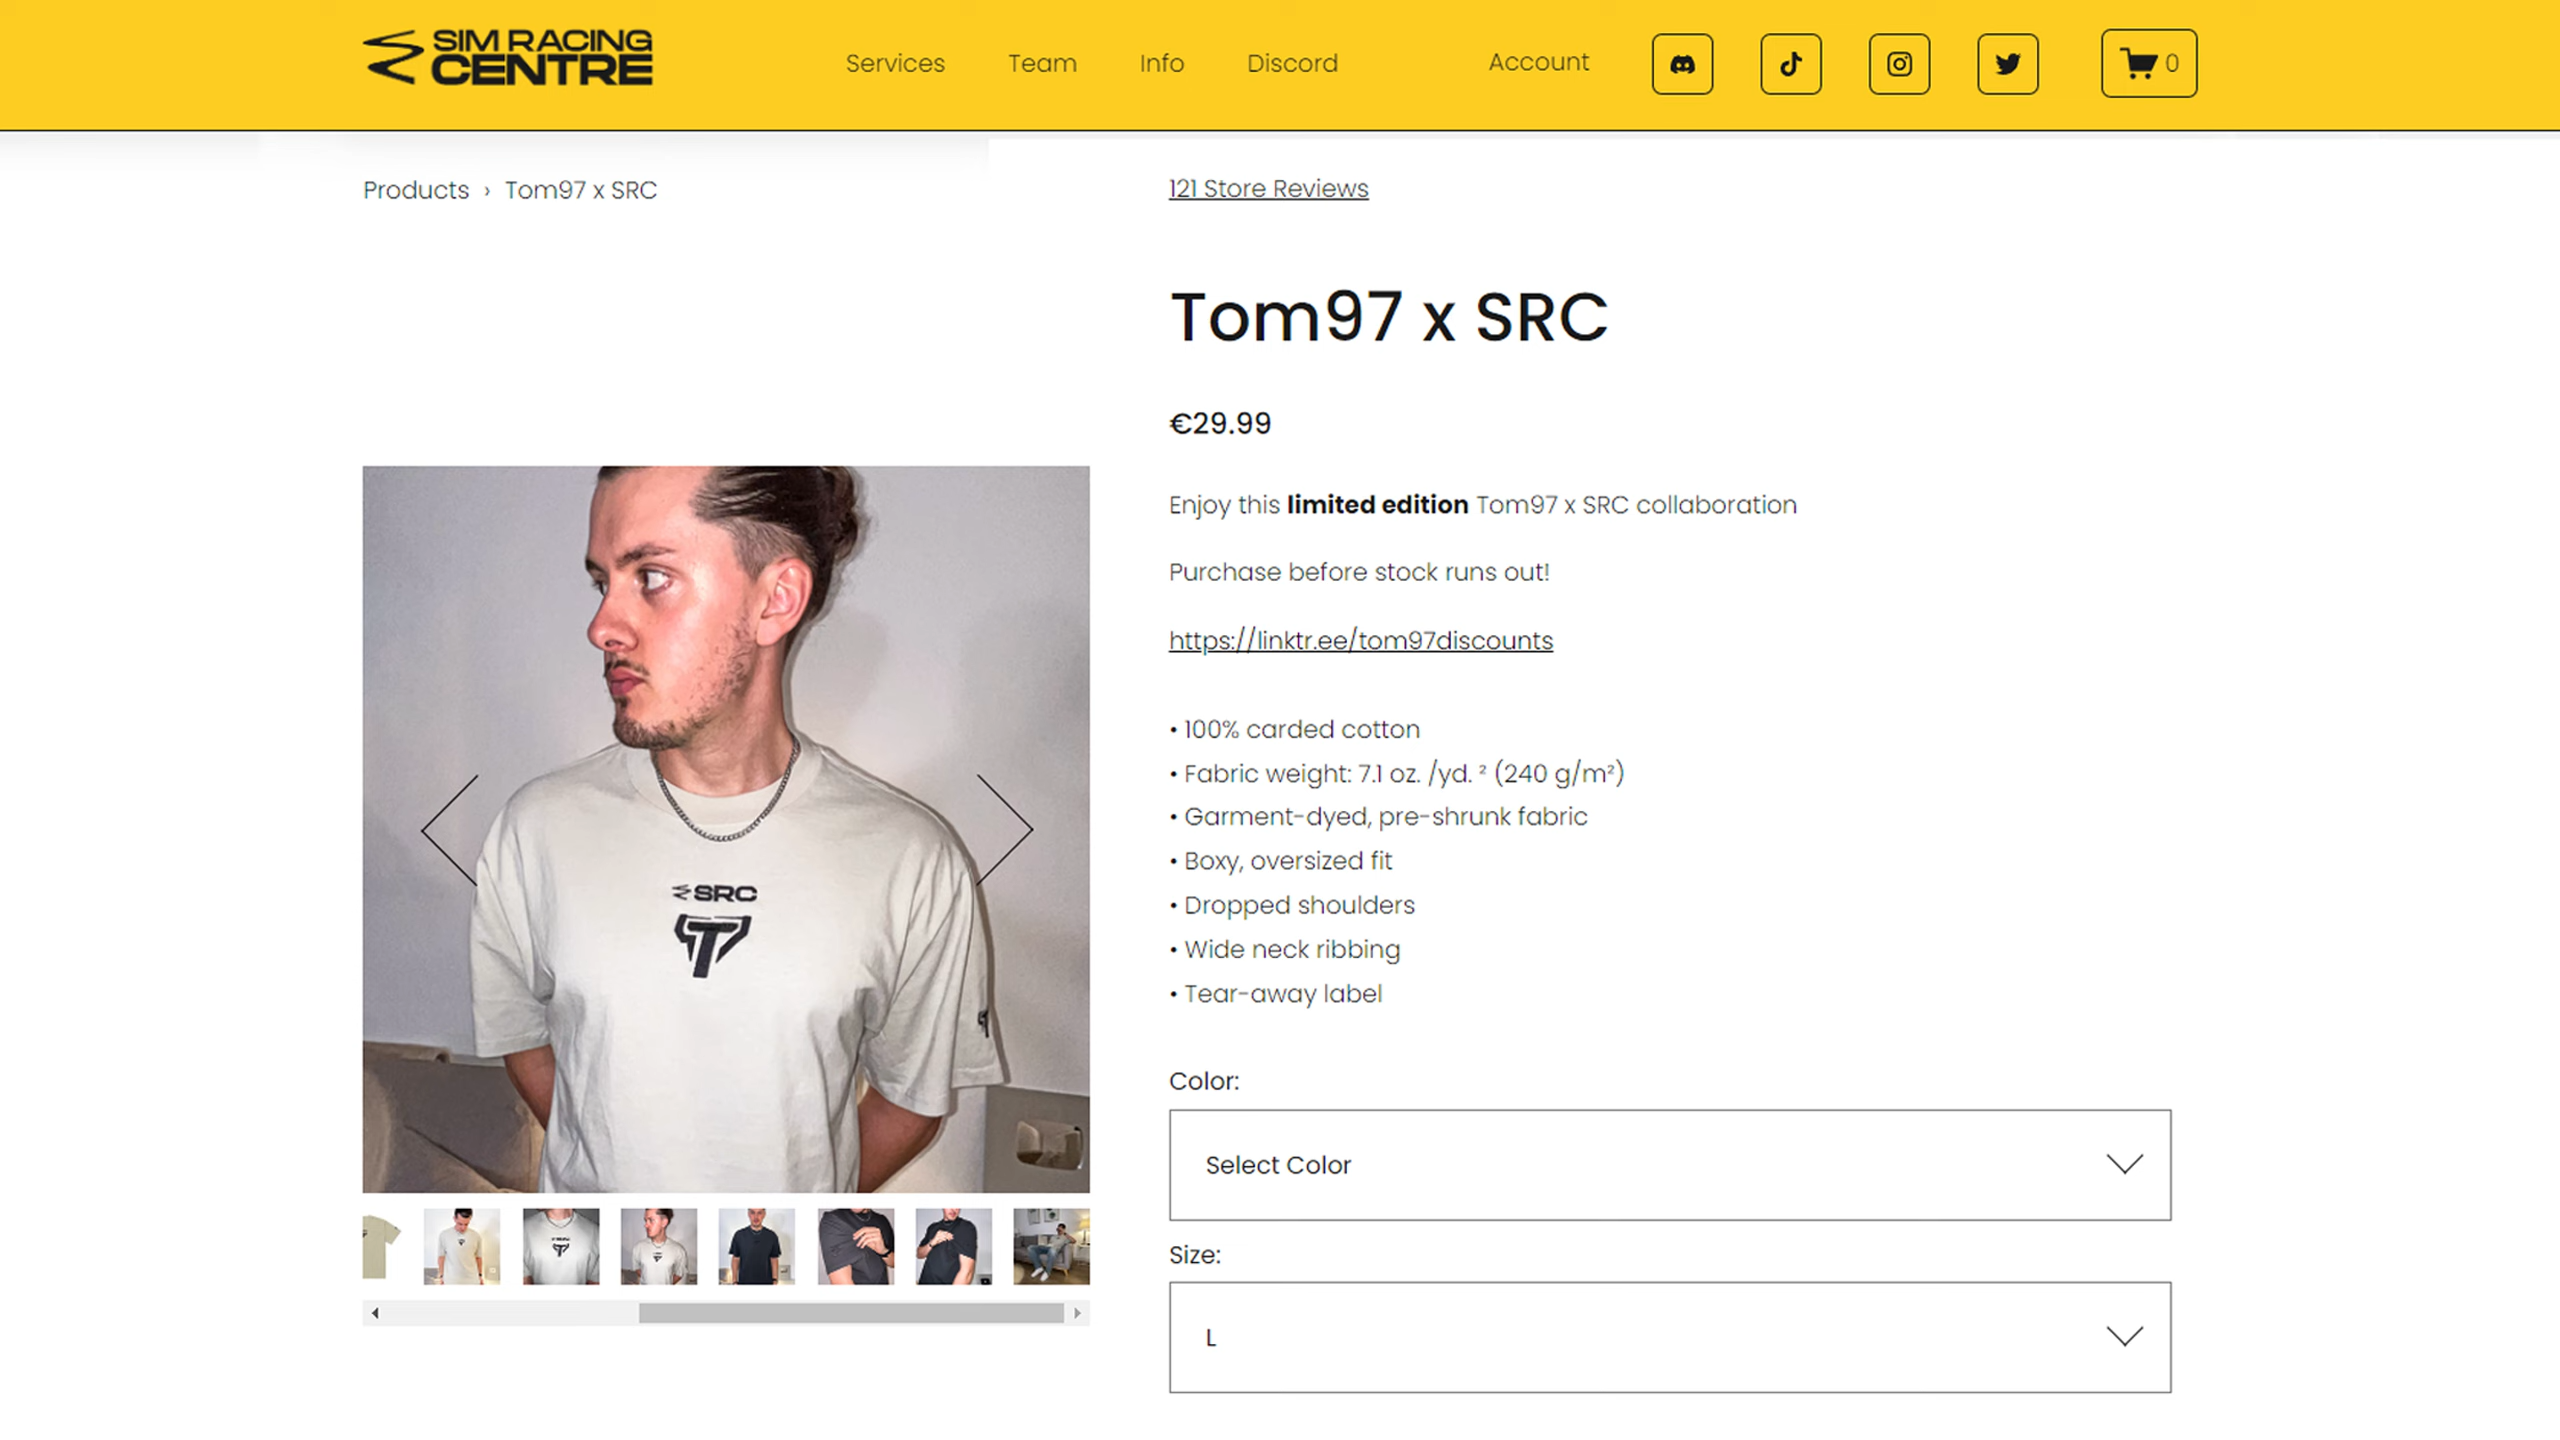 SIM RACING
CENTRE
Services
Team
Info
Discord
Account
0
Products › Tom97 x SRC
121 Store Reviews
Tom97 x SRC
€29.99
Enjoy this limited edition Tom97 x SRC collaboration
Purchase before stock runs out!
https://linktr.ee/tom97discounts
• 100% carded cotton
• Fabric weight: 7.1 oz. /yd. ² (240 g/m²)
• Garment-dyed, pre-shrunk fabric
• Boxy, oversized fit
• Dropped shoulders
• Wide neck ribbing
• Tear-away label
Color:
Select Color
Size:
L
SRC